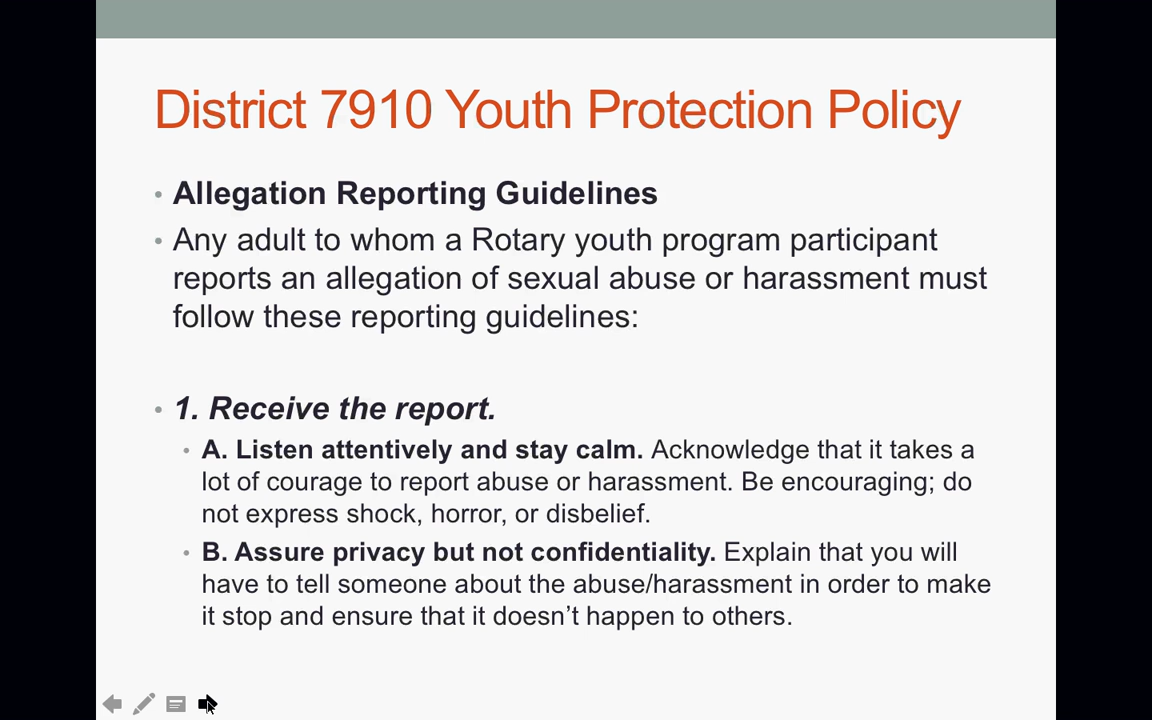 District 7910 Youth Protection Policy
• Allegation Reporting Guidelines
• Any adult to whom a Rotary youth program participant
reports an allegation of sexual abuse or harassment must
follow these reporting guidelines:
• 1. Receive the report.
• A. Listen attentively and stay calm. Acknowledge that it takes a
lot of courage to report abuse or harassment. Be encouraging; do
not express shock, horror, or disbelief.
• B. Assure privacy but not confidentiality. Explain that you will
have to tell someone about the abuse/harassment in order to make
it stop and ensure that it doesn’t happen to others.